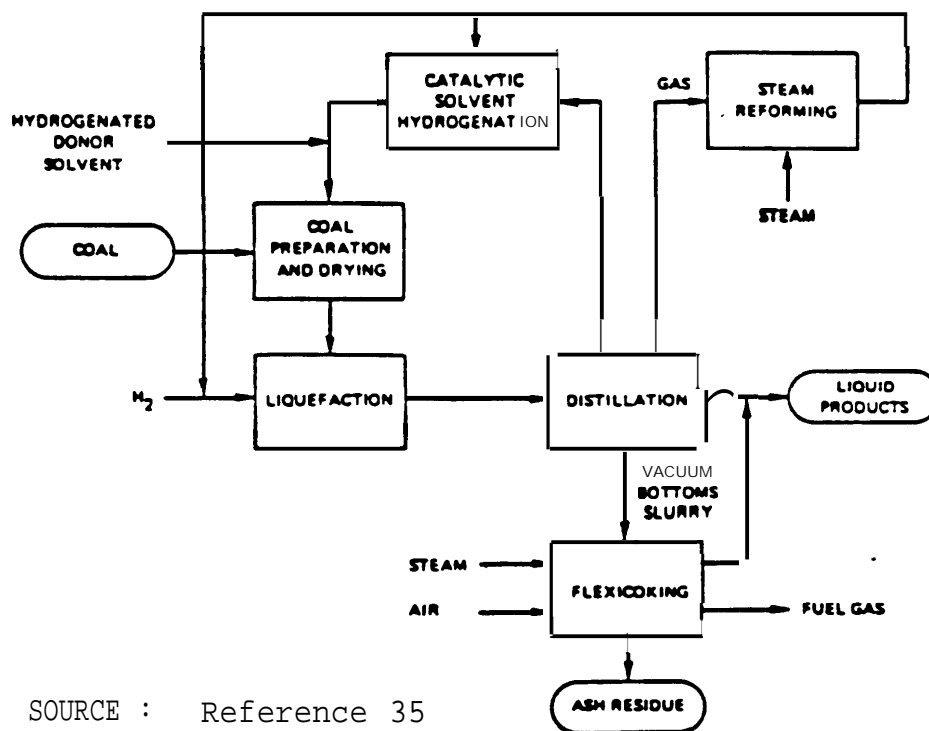 CATALYTIC
SOLVENT
HYDROGENATION
GAS
STEAM
REFORMING
HYDROGENATED
DONOR
SOLVENT
STEAM
COAL
COAL
PREPARATION
AND DRYING
H2
LIQUEFACTION
DISTILLATION
LIQUID
PRODUCTS
VACUUM
BOTTOMS
SLURRY
STEAM
AIR
FLEXICOKING
FUEL GAS
ASH RESIDUE
SOURCE : Reference 35